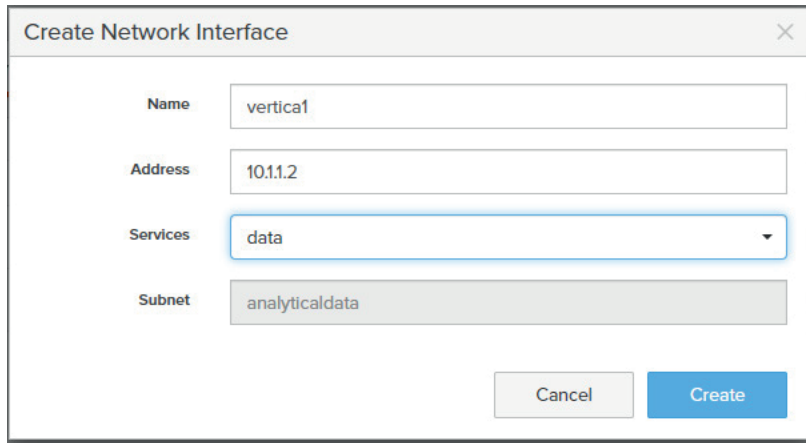 Create Network Interface
Name
vertica1
Address
10.1.1.2
Services
data
Subnet
analyticaldata
Cancel
Create